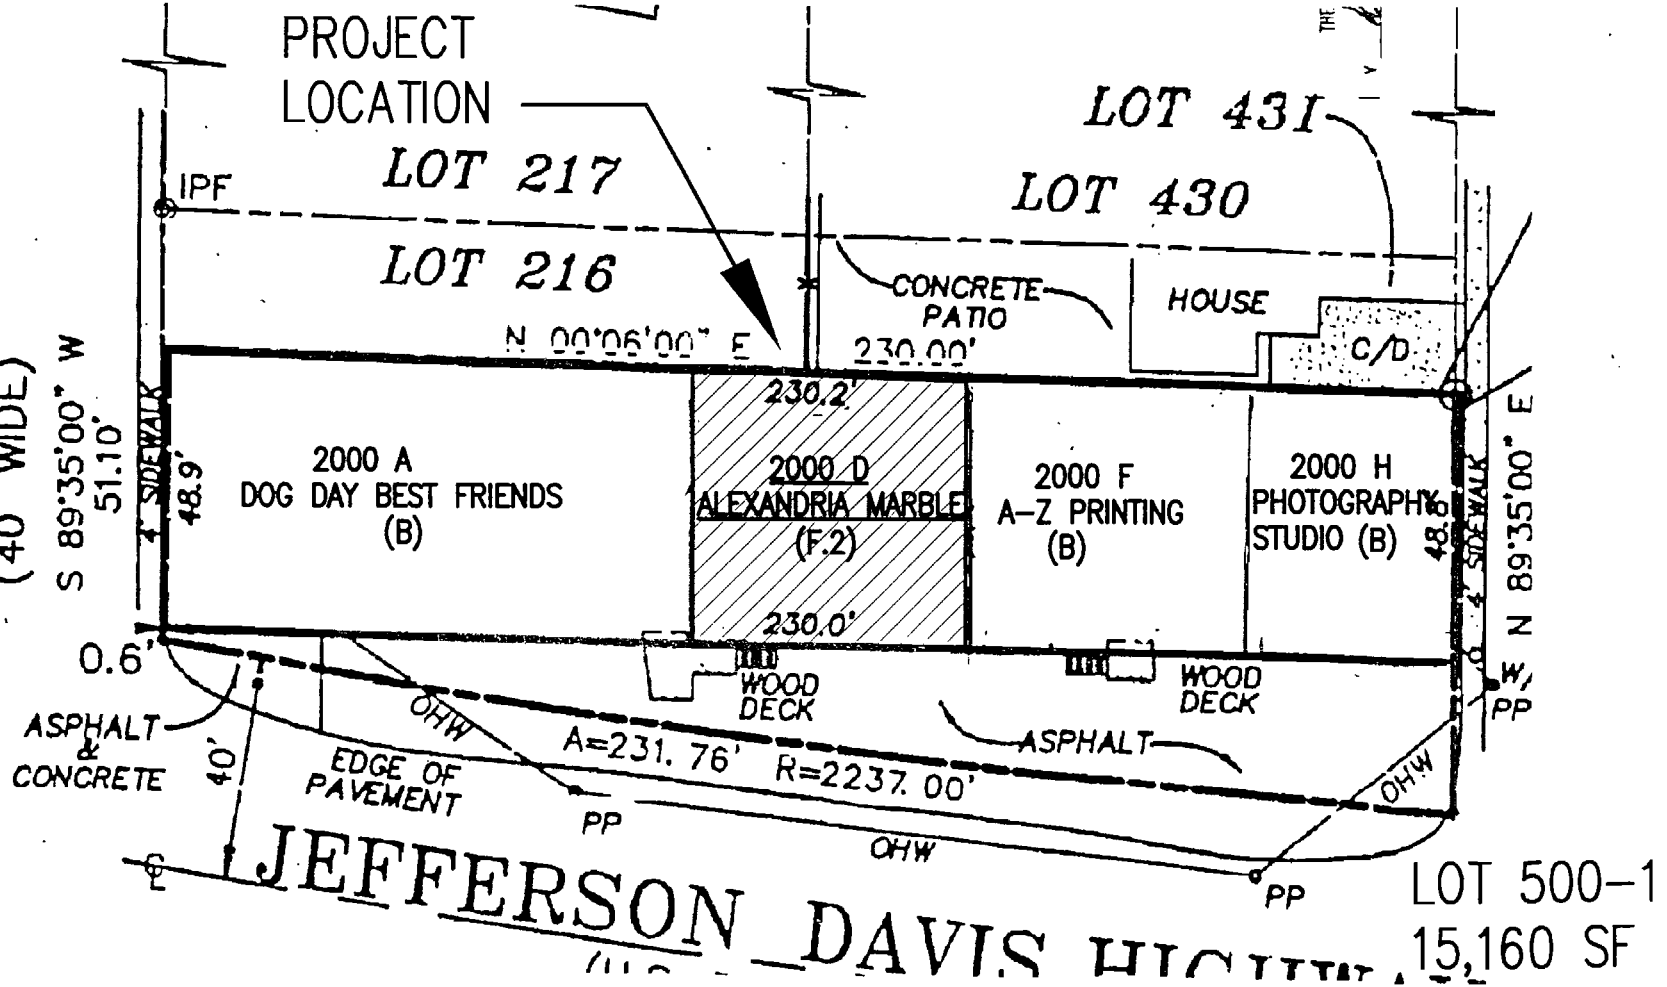 PROJECT
LOCATION
THE
LOT 431
LOT 217
IPF
LOT 430
LOT 216
CONCRETE
PATIO
HOUSE
C/D
N 00°06'00" E
230.00'
(40' WIDE)
S 89°35'00" W
51.10'
4' SIDEWALK
48.9'
230.2'
2000 A
DOG DAY BEST FRIENDS
(B)
2000 D
ALEXANDRIA MARBLE
(F.2)
2000 F
A-Z PRINTING
(B)
2000 H
PHOTOGRAPHY
STUDIO (B)
48.8'
4' SIDEWALK
N 89°35'00" E
230.0'
0.6'
WOOD
DECK
WOOD
DECK
W/
PP
ASPHALT
&
CONCRETE
40'
OHW
A=231.76'
R=2237.00'
ASPHALT
OHW
EDGE OF
PAVEMENT
PP
OHW
PP
JEFFERSON DAVIS HIGHWAY
LOT 500-1
15,160 SF